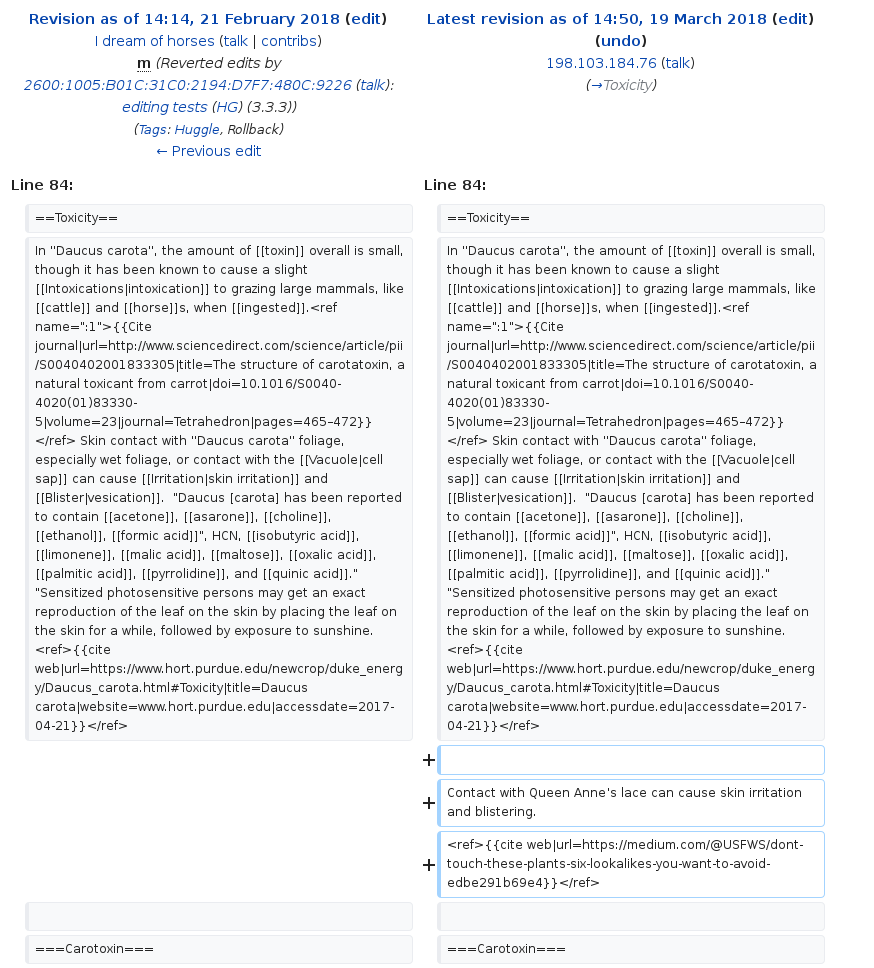 Revision as of 14:14, 21 February 2018 (edit)
I dream of horses (talk | contribs)
m (Reverted edits by
2600:1005:B01C:31C0:2194:D7F7:480C:9226 (talk):
editing tests (HG) (3.3.3))
(Tags: Huggle, Rollback)
← Previous edit
Latest revision as of 14:50, 19 March 2018 (edit)
(undo)
198.103.184.76 (talk)
(→Toxicity)
Line 84:
Line 84:
==Toxicity==
In ''Daucus carota'', the amount of [[toxin]] overall is small,
though it has been known to cause a slight
[[Intoxications|intoxication]] to grazing large mammals, like
[[cattle]] and [[horse]]s, when [[ingested]].<ref
name=":1">{{Cite
journal|url=http://www.sciencedirect.com/science/article/pii
/S0040402001833305|title=The structure of carotatoxin, a
natural toxicant from carrot|doi=10.1016/S0040-
4020(01)83330-
5|volume=23|journal=Tetrahedron|pages=465–472}}
</ref> Skin contact with ''Daucus carota'' foliage,
especially wet foliage, or contact with the [[Vacuole|cell
sap]] can cause [[Irritation|skin irritation]] and
[[Blister|vesication]].  "Daucus [carota] has been reported
to contain [[acetone]], [[asarone]], [[choline]],
[[ethanol]], [[formic acid]]", HCN, [[isobutyric acid]],
[[limonene]], [[malic acid]], [[maltose]], [[oxalic acid]],
[[palmitic acid]], [[pyrrolidine]], and [[quinic acid]]."
"Sensitized photosensitive persons may get an exact
reproduction of the leaf on the skin by placing the leaf on
the skin for a while, followed by exposure to sunshine.
<ref>{{cite
web|url=https://www.hort.purdue.edu/newcrop/duke_energ
y/Daucus_carota.html#Toxicity|title=Daucus
carota|website=www.hort.purdue.edu|accessdate=2017-
04-21}}</ref>
==Toxicity==
In ''Daucus carota'', the amount of [[toxin]] overall is small,
though it has been known to cause a slight
[[Intoxications|intoxication]] to grazing large mammals, like
[[cattle]] and [[horse]]s, when [[ingested]].<ref
name=":1">{{Cite
journal|url=http://www.sciencedirect.com/science/article/pii
/S0040402001833305|title=The structure of carotatoxin, a
natural toxicant from carrot|doi=10.1016/S0040-
4020(01)83330-
5|volume=23|journal=Tetrahedron|pages=465–472}}
</ref> Skin contact with ''Daucus carota'' foliage,
especially wet foliage, or contact with the [[Vacuole|cell
sap]] can cause [[Irritation|skin irritation]] and
[[Blister|vesication]].  "Daucus [carota] has been reported
to contain [[acetone]], [[asarone]], [[choline]],
[[ethanol]], [[formic acid]]", HCN, [[isobutyric acid]],
[[limonene]], [[malic acid]], [[maltose]], [[oxalic acid]],
[[palmitic acid]], [[pyrrolidine]], and [[quinic acid]]."
"Sensitized photosensitive persons may get an exact
reproduction of the leaf on the skin by placing the leaf on
the skin for a while, followed by exposure to sunshine.
<ref>{{cite
web|url=https://www.hort.purdue.edu/newcrop/duke_energ
y/Daucus_carota.html#Toxicity|title=Daucus
carota|website=www.hort.purdue.edu|accessdate=2017-
04-21}}</ref>
+
+ Contact with Queen Anne's lace can cause skin irritation
and blistering.
+ <ref>{{cite web|url=https://medium.com/@USFWS/dont-
touch-these-plants-six-lookalikes-you-want-to-avoid-
edbe291b69e4}}</ref>
===Carotoxin===
===Carotoxin===